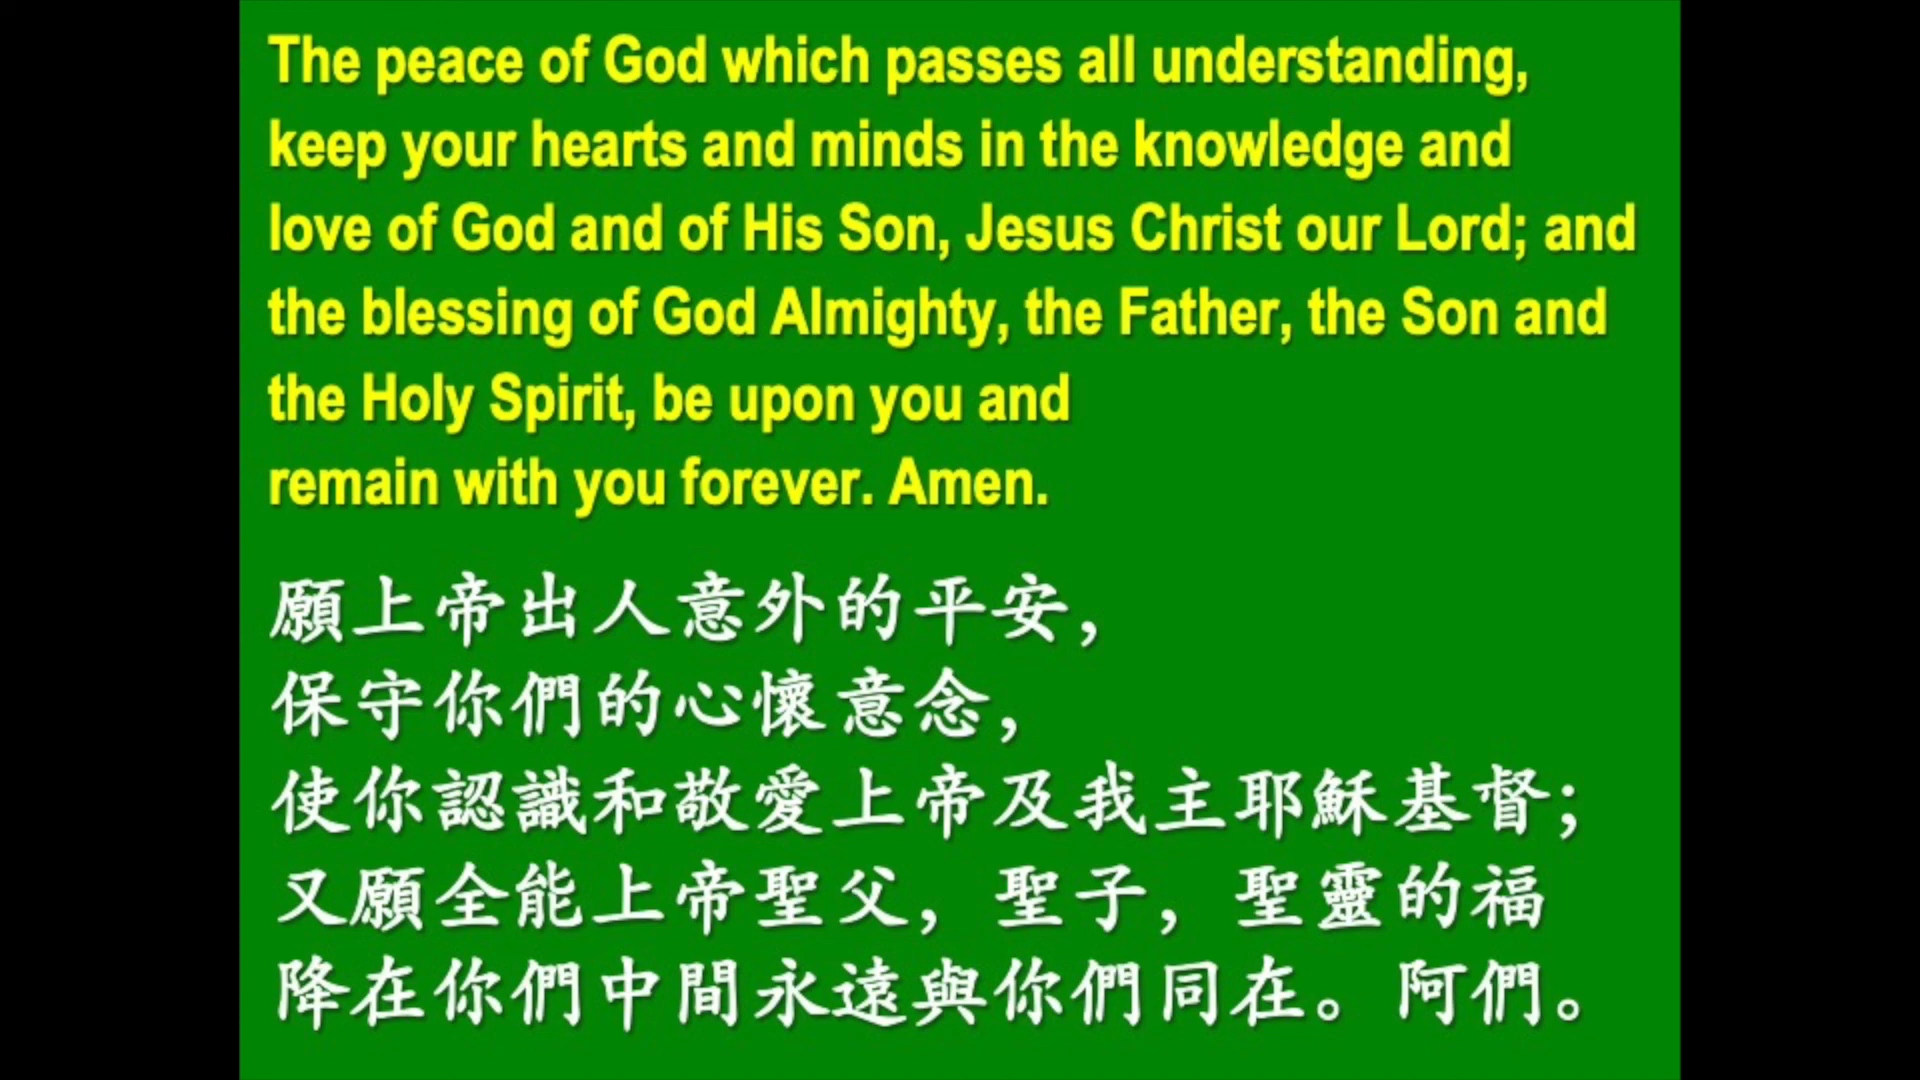 The peace of God which passes all understanding,
keep your hearts and minds in the knowledge and
love of God and of His Son, Jesus Christ our Lord; and
the blessing of God Almighty, the Father, the Son and
the Holy Spirit, be upon you and
remain with you forever. Amen.
願上帝出人意外的平安，
保守你們的心懷意念，
使你認識和敬愛上帝及我主耶穌基督；
又願全能上帝聖父，聖子，聖靈的福
降在你們中間永遠與你們同在。阿們。